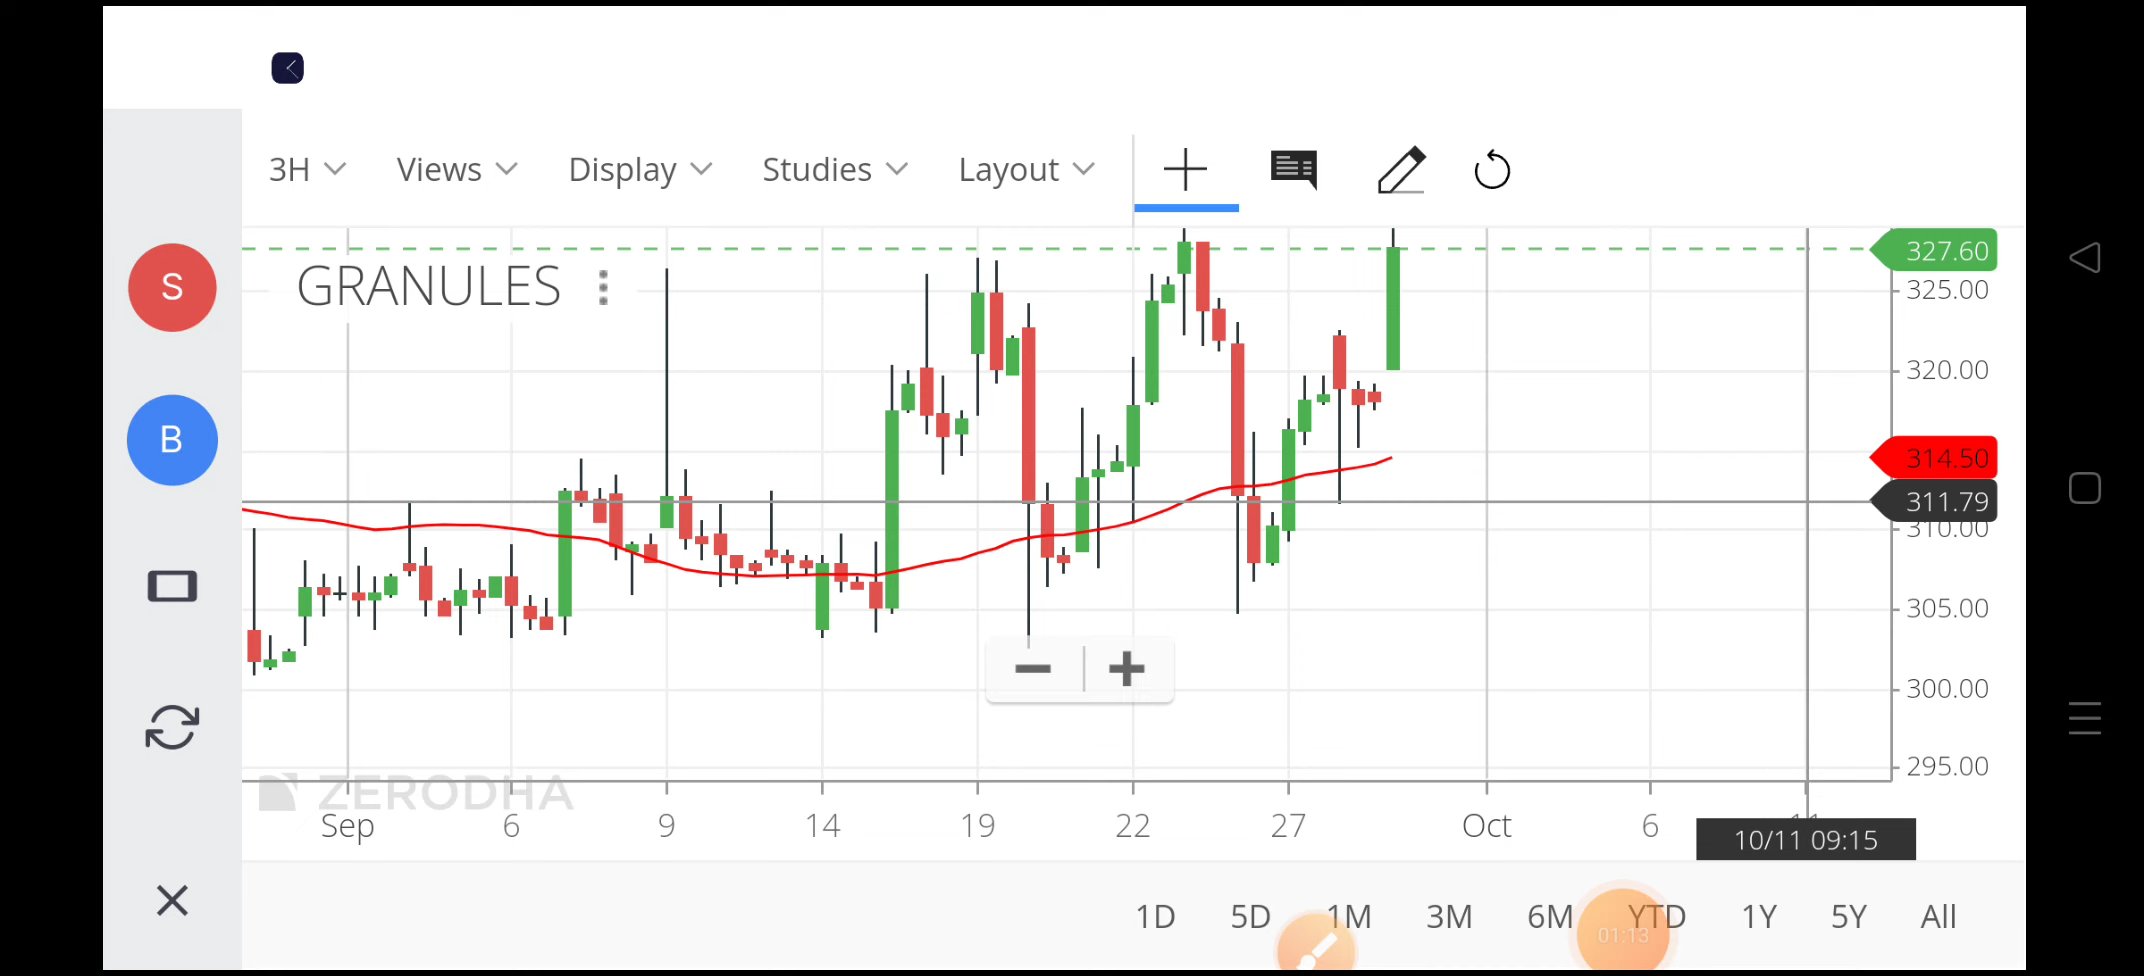 3H Views Display Studies Layout
327.60
GRANULES
325.00
S
320.00
B
314.50
311.79
310.00
305.00
300.00
295.00
ZERODHA
Sep 6 9 14 19 22 27 Oct 6
10/11 09:15
1D 5D 1M 3M 6M YTD 1Y 5Y All
01:13